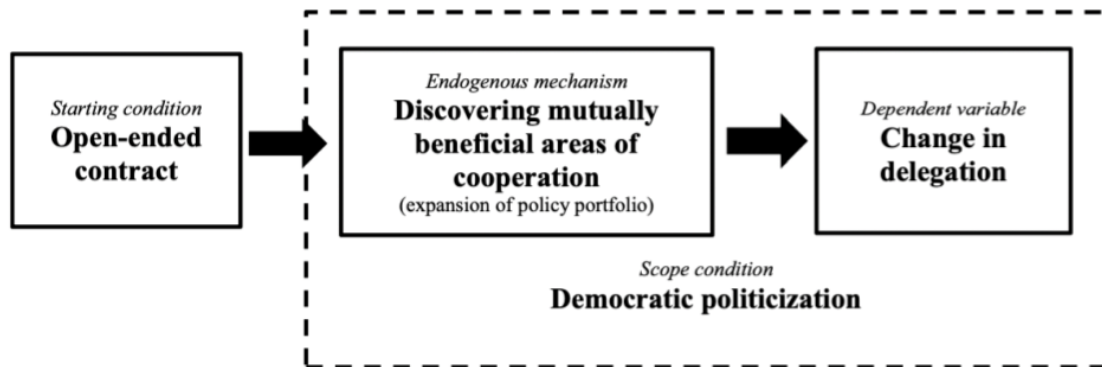 Starting condition
Open-ended
contract
Endogenous mechanism
Discovering mutually
beneficial areas of
cooperation
(expansion of policy portfolio)
Dependent variable
Change in
delegation
Scope condition
Democratic politicization